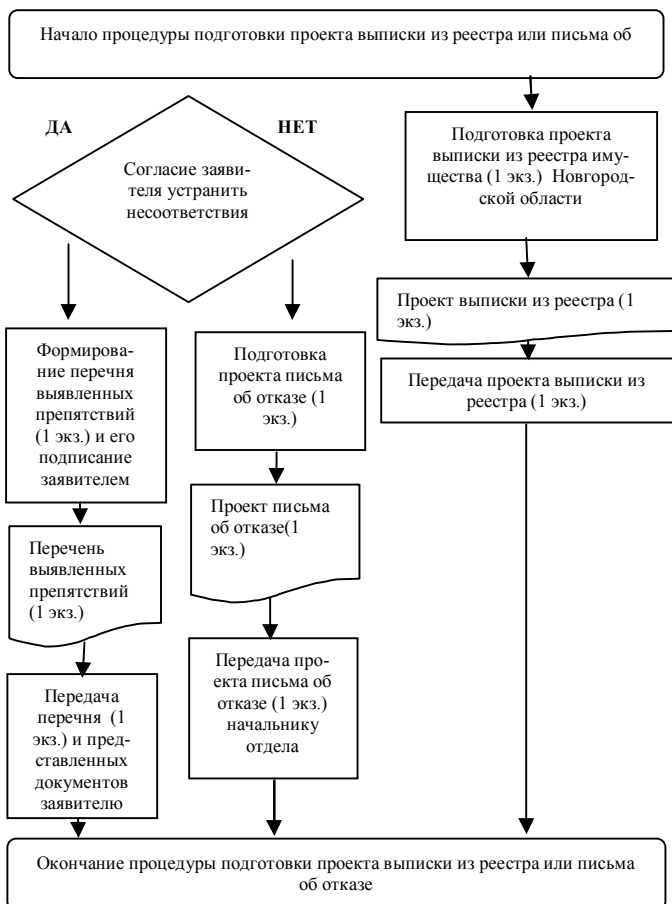 Начало процедуры подготовки проекта выписки из реестра или письма об
ДА
НЕТ
Согласие заяви-
теля устранить
несоответствия
Подготовка проекта
выписки из реестра иму-
щества (1 экз.) Новгород-
ской области
Проект выписки из реестра (1
экз.)
Передача проекта выписки из
реестра (1 экз.)
Формирова-
ние перечня
выявленных
препятствий
(1 экз.) и его
подписание
заявителем
Подготовка
проекта письма
об отказе (1
экз.)
Перечень
выявленных
препятствий
(1 экз.)
Проект письма
об отказе(1
экз.)
Передача
перечня (1
экз.) и пред-
ставленных
документов
заявителю
Передача про-
екта письма об
отказе (1 экз.)
начальнику
отдела
Окончание процедуры подготовки проекта выписки из реестра или письма
об отказе